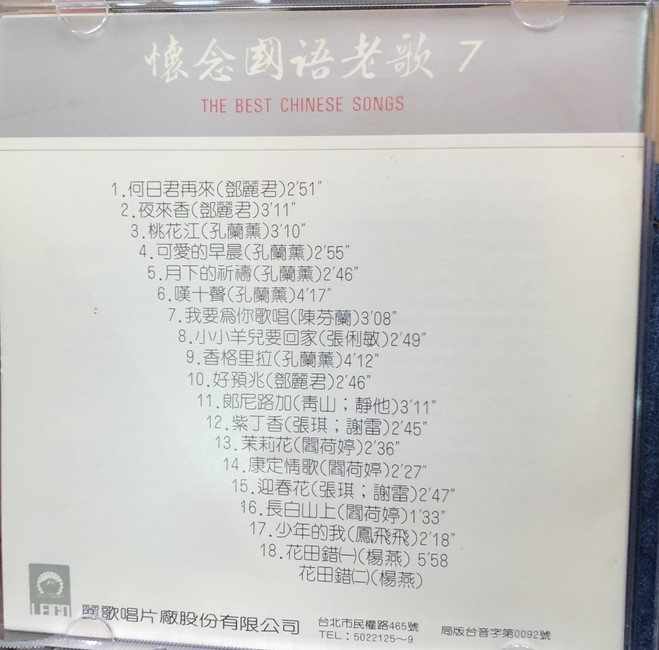 懷念國語老歌 7
THE BEST CHINESE SONGS
1.何日君再來(鄧麗君)2'51"
2.夜來香(鄧麗君)3'11"
3.桃花江(孔蘭薰)3'10"
4.可愛的早晨(孔蘭薰)2'55"
5.月下的祈禱(孔蘭薰)2'46"
6.嘆十聲(孔蘭薰)4'17"
7.我要為你歌唱(陳芬蘭)3'08"
8.小小羊兒要回家(張俐敏)2'49"
9.香格里拉(孔蘭薰)4'12"
10.好預兆(鄧麗君)2'46"
11.郎尼路加(青山；靜他)3'11"
12.紫丁香(張琪；謝雷)2'45"
13.茉莉花(閻荷婷)2'36"
14.康定情歌(閻荷婷)2'27"
15.迎春花(張琪；謝雷)2'47"
16.長白山上(閻荷婷)1'33"
17.少年的我(鳳飛飛)2'18"
18.花田錯㈠(楊燕) 5'58
花田錯㈡(楊燕)
LEICO 麗歌唱片廠股份有限公司
台北市民權路465號
TEL：5022125～9
局版台音字第0092號